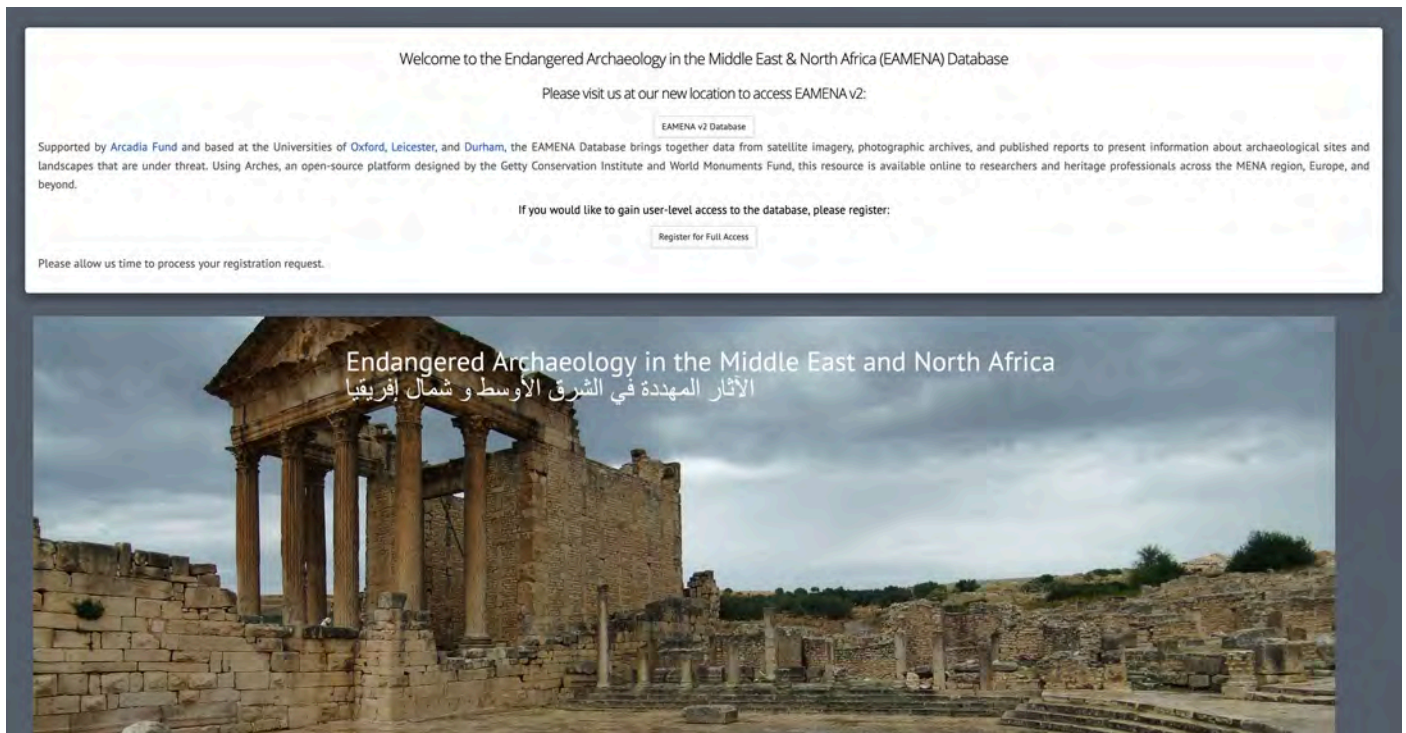 Welcome to the Endangered Archaeology in the Middle East & North Africa (EAMENA) Database
Please visit us at our new location to access EAMENA v2:
EAMENA v2 Database
Supported by Arcadia Fund and based at the Universities of Oxford, Leicester, and Durham, the EAMENA Database brings together data from satellite imagery, photographic archives, and published reports to present information about archaeological sites and
landscapes that are under threat. Using Arches, an open-source platform designed by the Getty Conservation Institute and World Monuments Fund, this resource is available online to researchers and heritage professionals across the MENA region, Europe, and
beyond.
If you would like to gain user-level access to the database, please register:
Register for Full Access
Please allow us time to process your registration request.
Endangered Archaeology in the Middle East and North Africa
الآثار المهددة في الشرق الأوسط و شمال إفريقيا